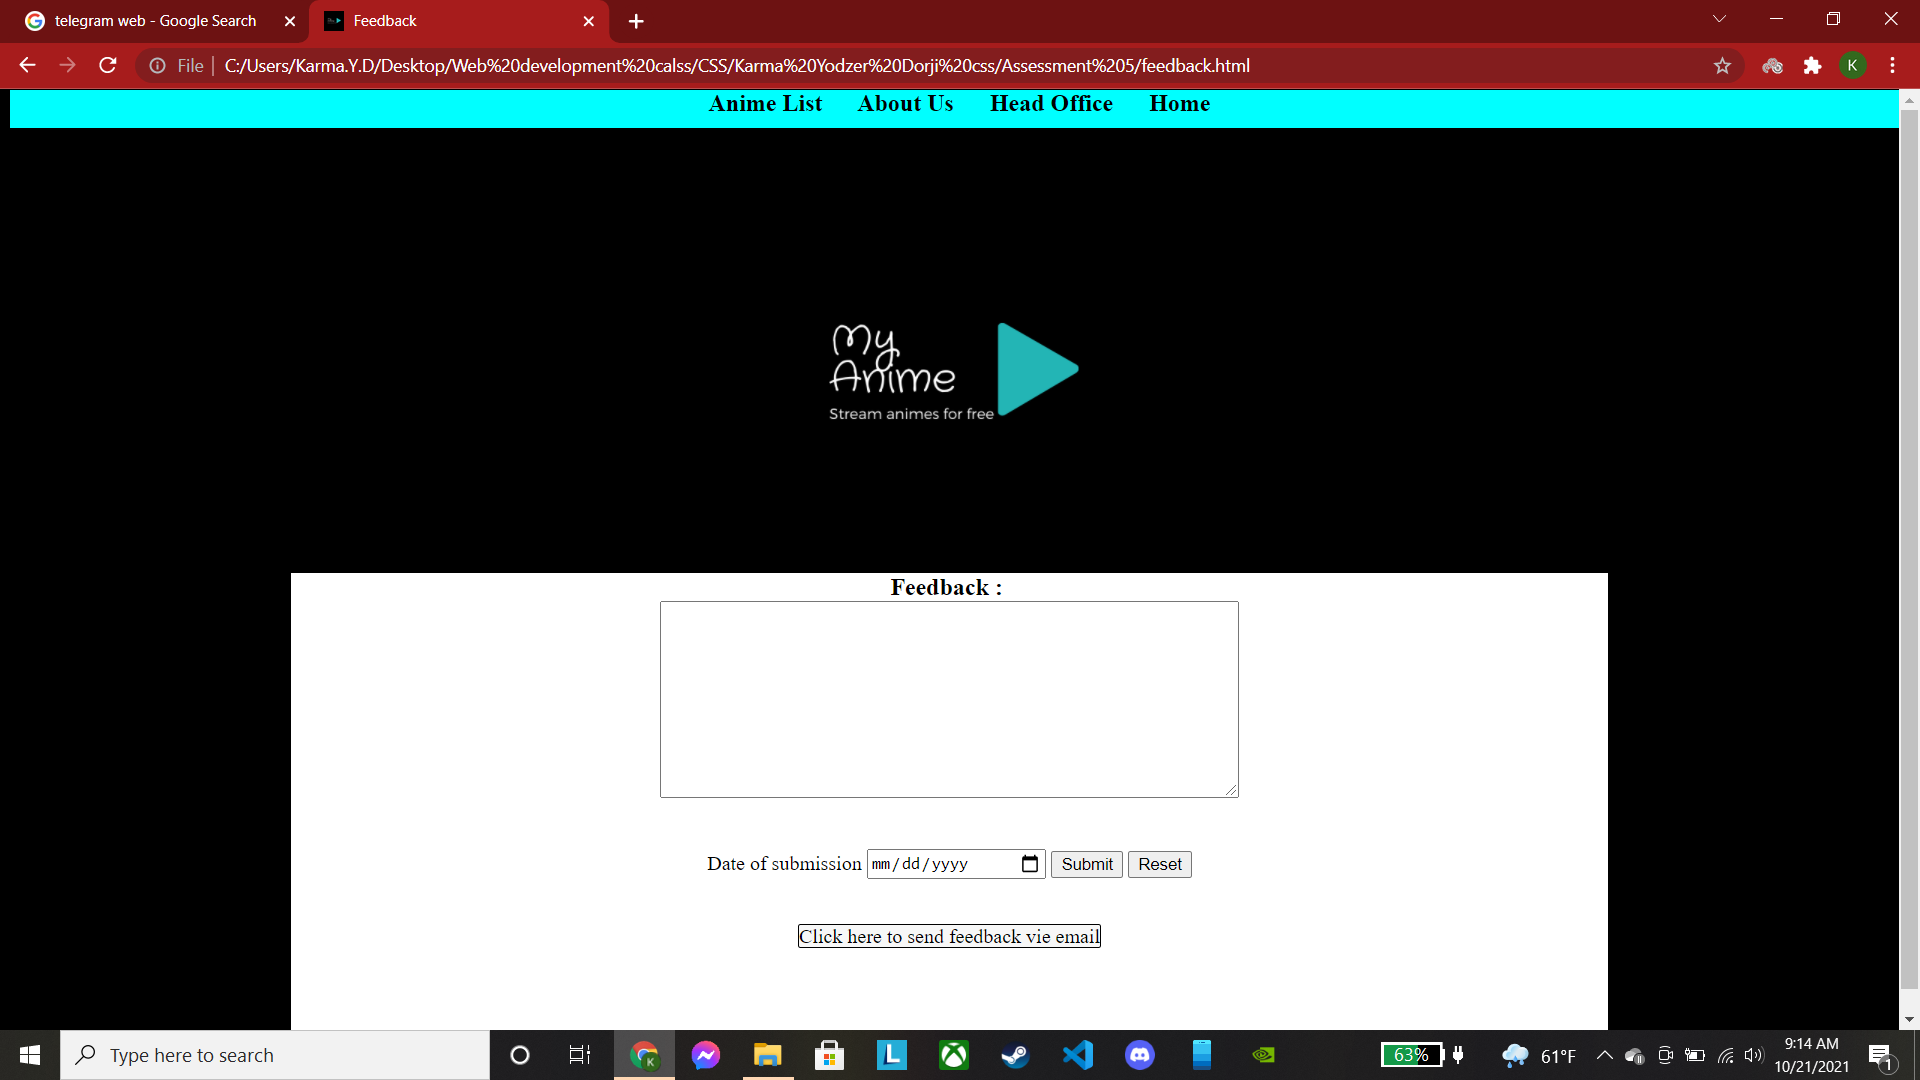 telegram web - Google Search
Feedback
File
C:/Users/Karma.Y.D/Desktop/Web%20development%20calss/CSS/Karma%20Yodzer%20Dorji%20css/Assessment%205/feedback.html
K
Anime List About Us Head Office Home
My
Anime
Stream animes for free
Feedback :
Date of submission mm/dd/yyyy Submit Reset
Click here to send feedback vie email
Type here to search
K
L
63%
61°F
9:14 AM
10/21/2021
1